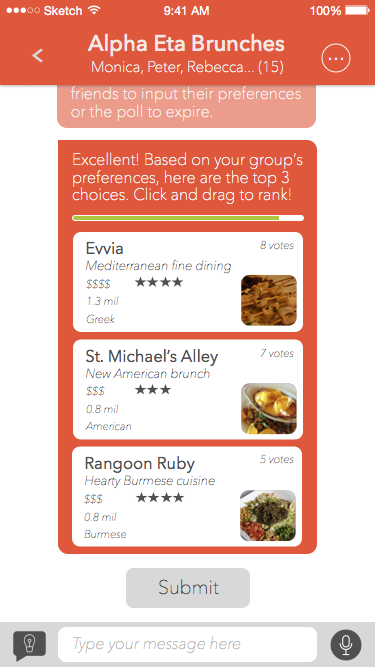 Sketch 9:41 AM 100%
Alpha Eta Brunches
Monica, Peter, Rebecca... (15)
friends to input their preferences
or the poll to expire.
Excellent! Based on your group's
preferences, here are the top 3
choices. Click and drag to rank!
Evvia 8 votes
Mediterranean fine dining
$$$$ ★★★★
1.3 mil
Greek
St. Michael's Alley 7 votes
New American brunch
$$$ ★★★
0.8 mil
American
Rangoon Ruby 5 votes
Hearty Burmese cuisine
$$$ ★★★★
0.8 mil
Burmese
Submit
Type your message here